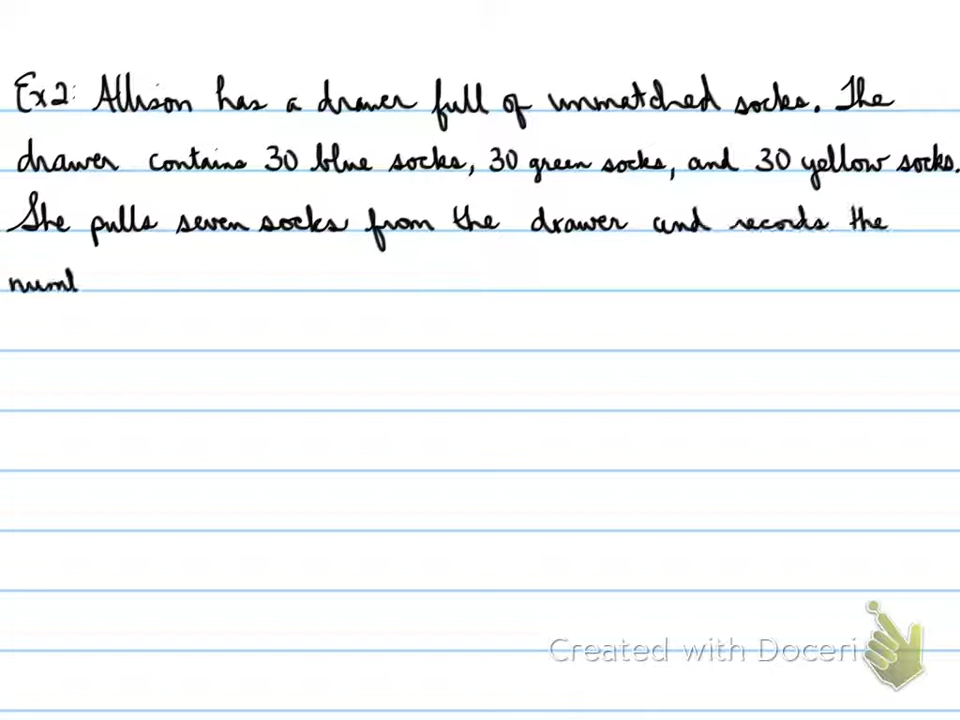 Ex2: Allison has a drawer full of unmatched socks. The
drawer contains 30 blue socks, 30 green socks, and 30 yellow socks.
She pulls seven socks from the drawer and records the
numb
Created with Doceri